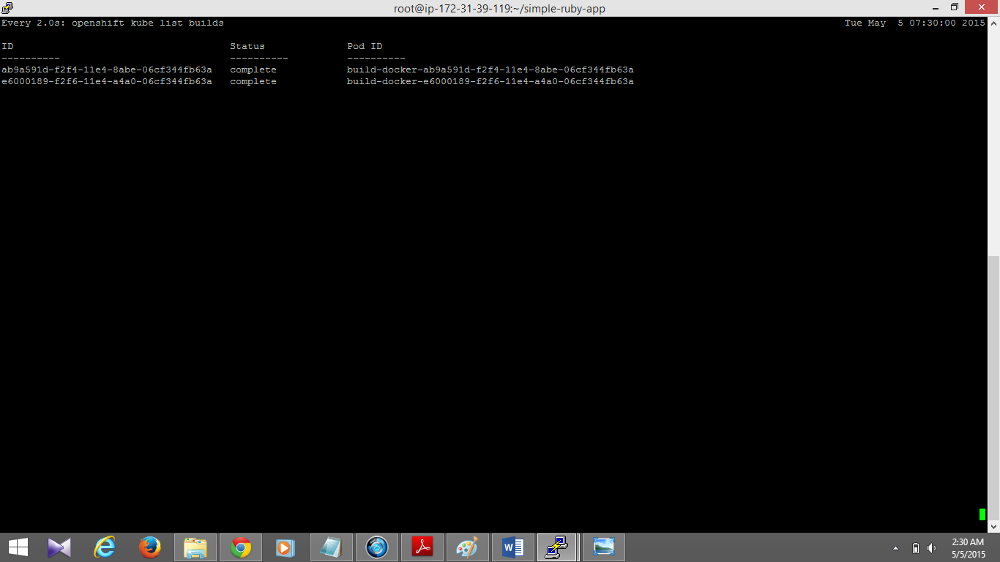 root@ip-172-31-39-119:~/simple-ruby-app
Every 2.0s: openshift kube list builds Tue May  5 07:30:00 2015
ID Status Pod ID
---------- ---------- ----------
ab9a591d-f2f4-11e4-8abe-06cf344fb63a complete build-docker-ab9a591d-f2f4-11e4-8abe-06cf344fb63a
e6000189-f2f6-11e4-a4a0-06cf344fb63a complete build-docker-e6000189-f2f6-11e4-a4a0-06cf344fb63a
2:30 AM
5/5/2015